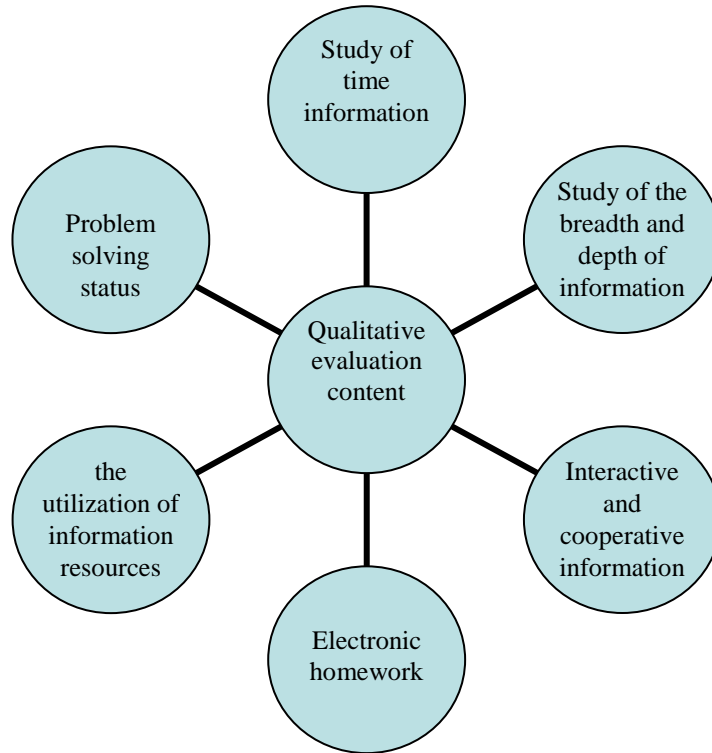 Study of
time
information
Problem
solving
status
Study of the
breadth and
depth of
information
Qualitative
evaluation
content
the
utilization of
information
resources
Interactive
and
cooperative
information
Electronic
homework